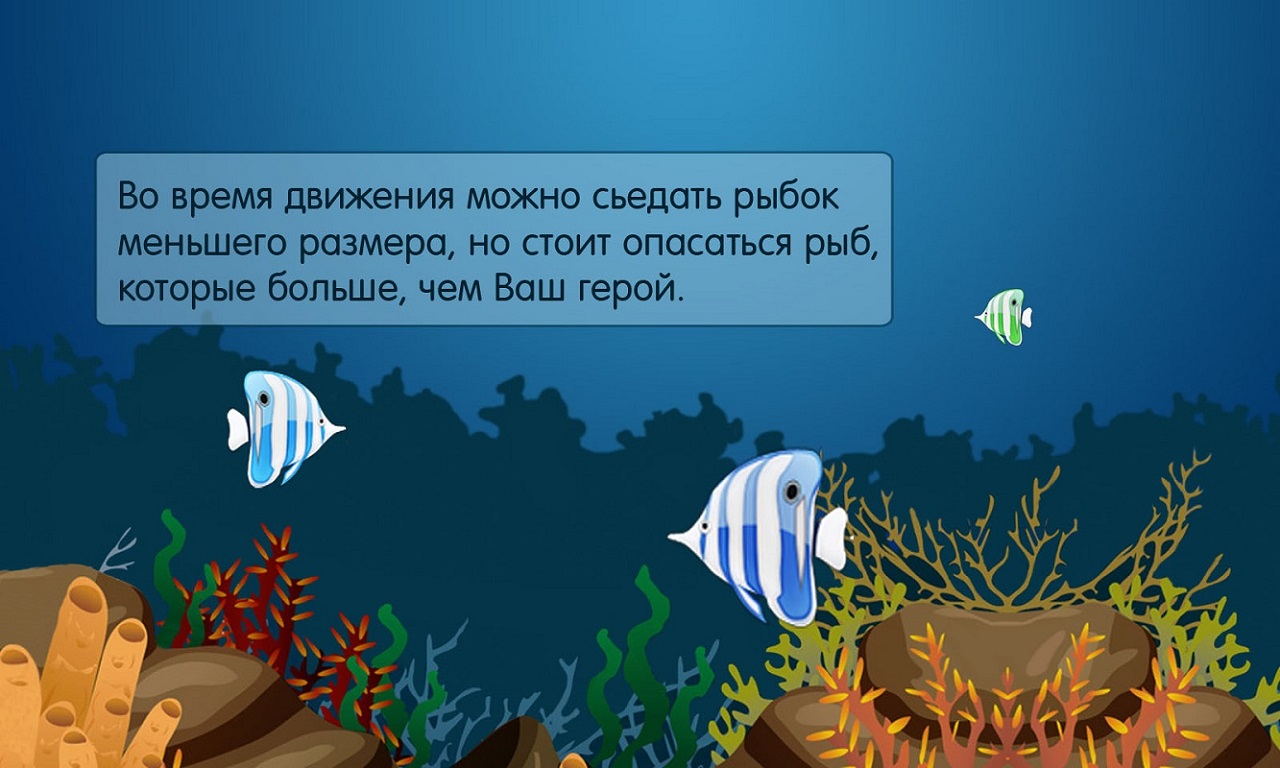 Во время движения можно сьедать рыбок
меньшего размера, но стоит опасаться рыб,
которые больше, чем Ваш герой.